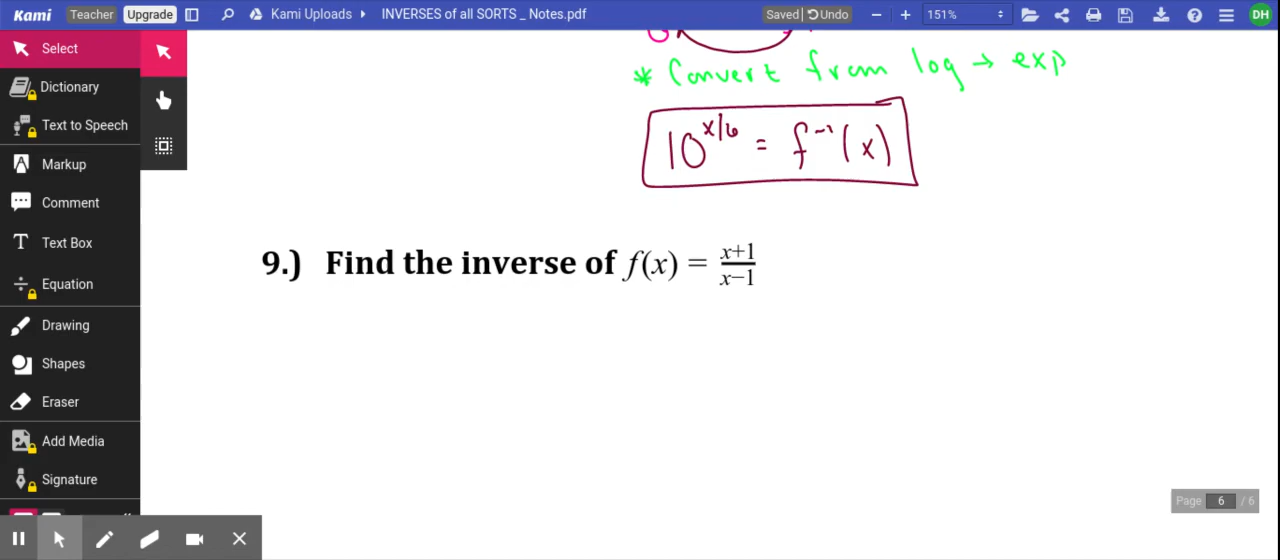 Kami Teacher Upgrade Kami Uploads INVERSES of all SORTS _ Notes.pdf Saved Undo 151% DH
Select
Dictionary
Text to Speech
Markup
Comment
Text Box
Equation
Drawing
Shapes
Eraser
Add Media
Signature
* Convert from log → exp
10^(x/6) = f⁻¹(x)
9.) Find the inverse of f(x) = (x+1)/(x−1)
Page 6 / 6